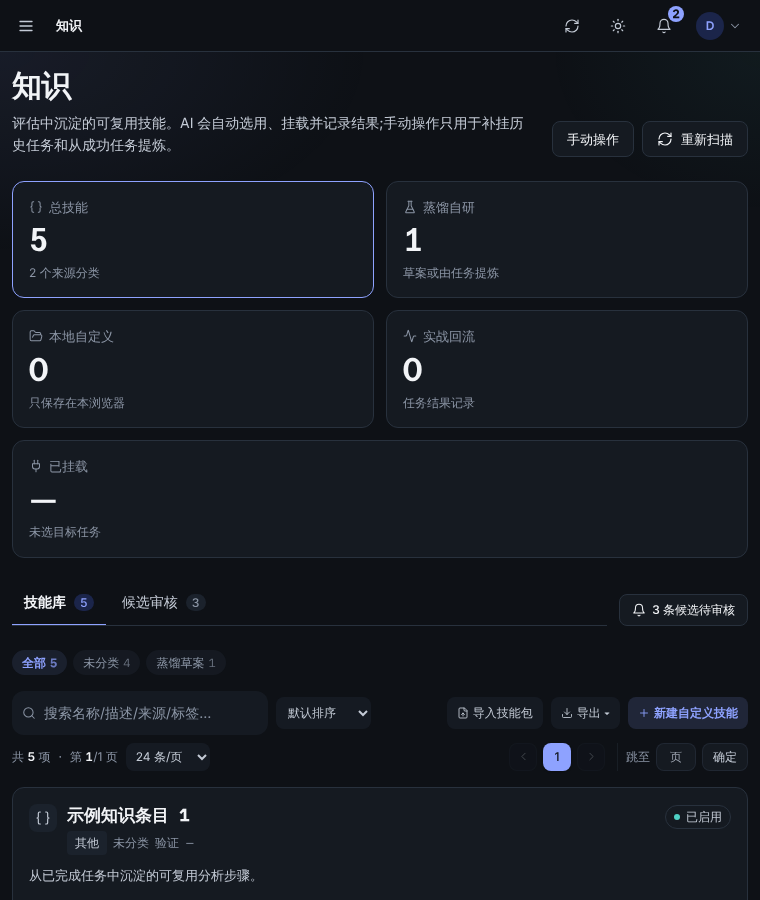 知识
2
D
知识
评估中沉淀的可复用技能。AI 会自动选用、挂载并记录结果;手动操作只用于补挂历
史任务和从成功任务提炼。
手动操作
重新扫描
总技能
5
2 个来源分类
蒸馏自研
1
草案或由任务提炼
本地自定义
0
只保存在本浏览器
实战回流
0
任务结果记录
已挂载
—
未选目标任务
技能库 5
候选审核 3
3 条候选待审核
全部 5
未分类 4
蒸馏草案 1
搜索名称/描述/来源/标签...
默认排序
导入技能包
导出
+ 新建自定义技能
共 5 项 · 第 1/1 页
24 条/页
1
跳至
页
确定
示例知识条目 1
已启用
其他 未分类 验证 —
从已完成任务中沉淀的可复用分析步骤。